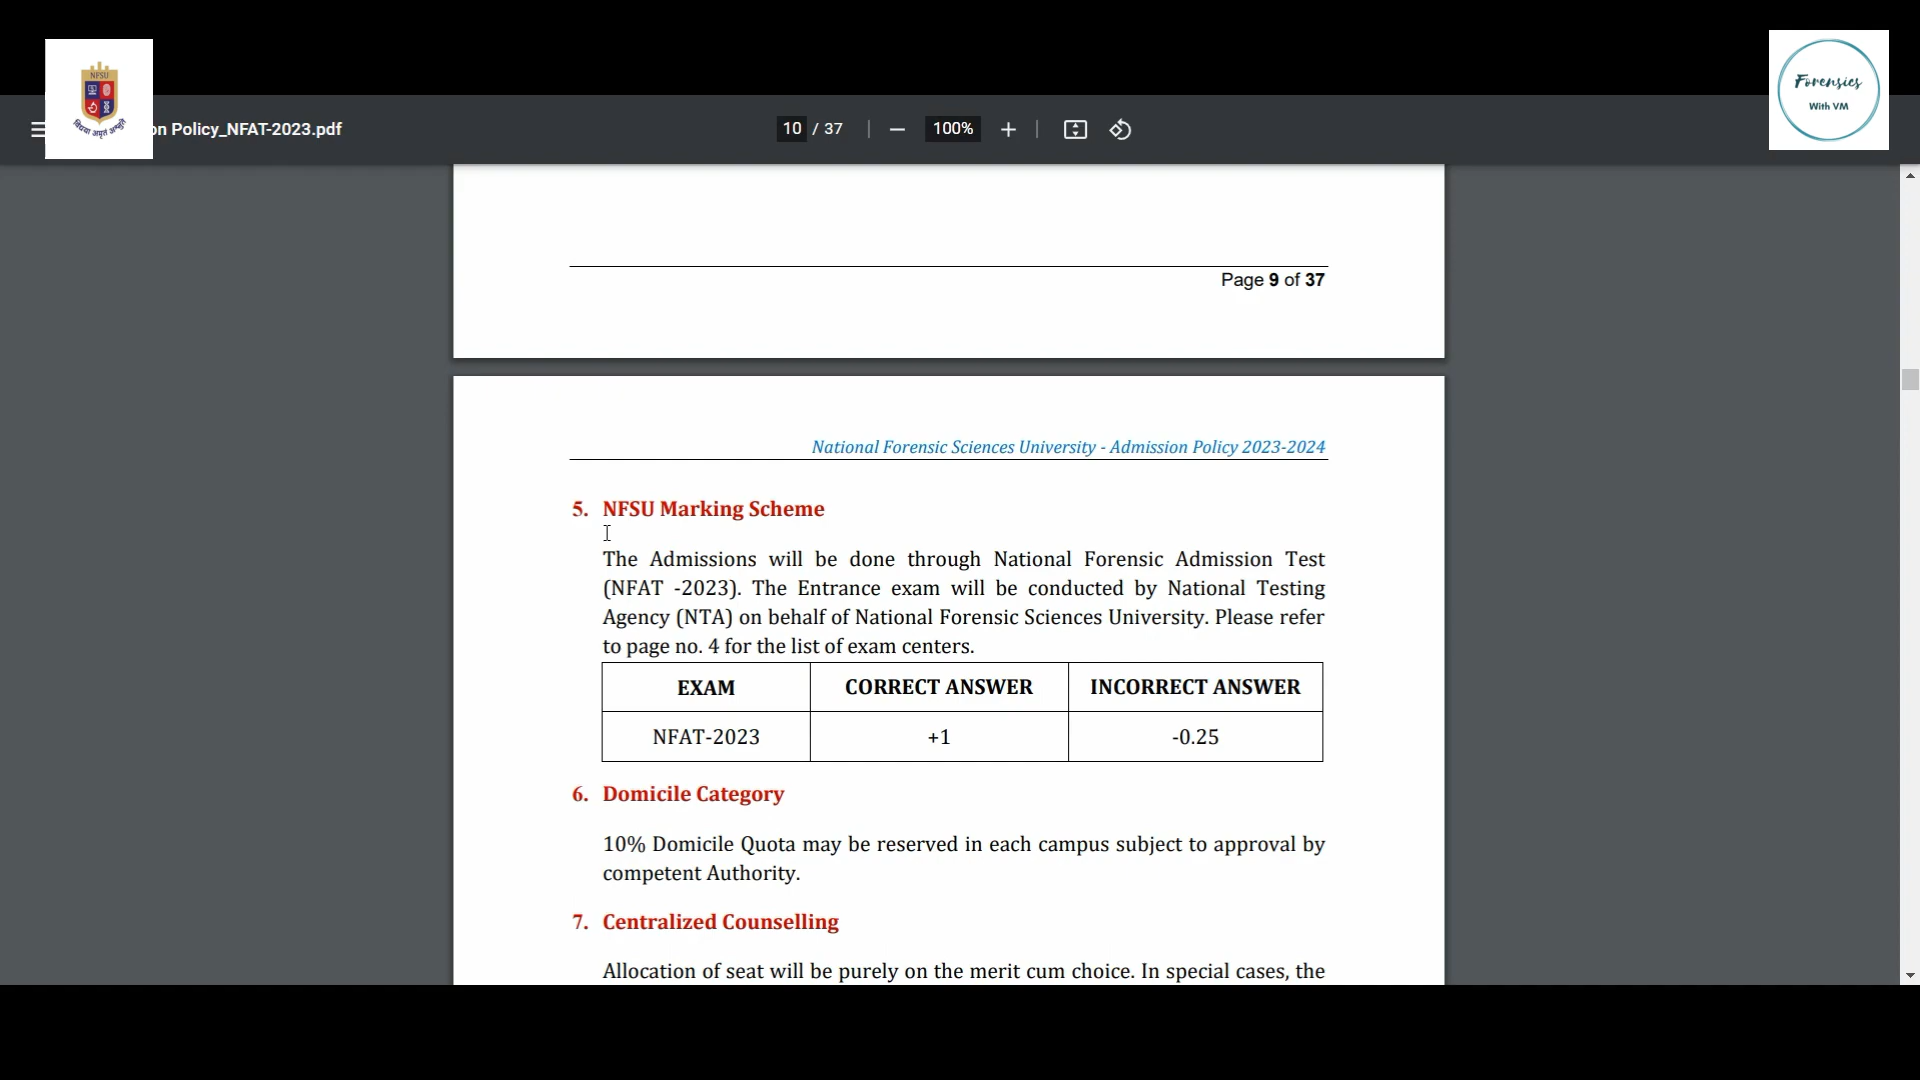 NFSU
विद्या अमृतं अश्नुते
Forensics
With VM
on Policy_NFAT-2023.pdf
10 / 37
100%
Page 9 of 37
National Forensic Sciences University - Admission Policy 2023-2024
5. NFSU Marking Scheme
The Admissions will be done through National Forensic Admission Test
(NFAT -2023). The Entrance exam will be conducted by National Testing
Agency (NTA) on behalf of National Forensic Sciences University. Please refer
to page no. 4 for the list of exam centers.
EXAM CORRECT ANSWER INCORRECT ANSWER
NFAT-2023 +1 -0.25
6. Domicile Category
10% Domicile Quota may be reserved in each campus subject to approval by
competent Authority.
7. Centralized Counselling
Allocation of seat will be purely on the merit cum choice. In special cases, the